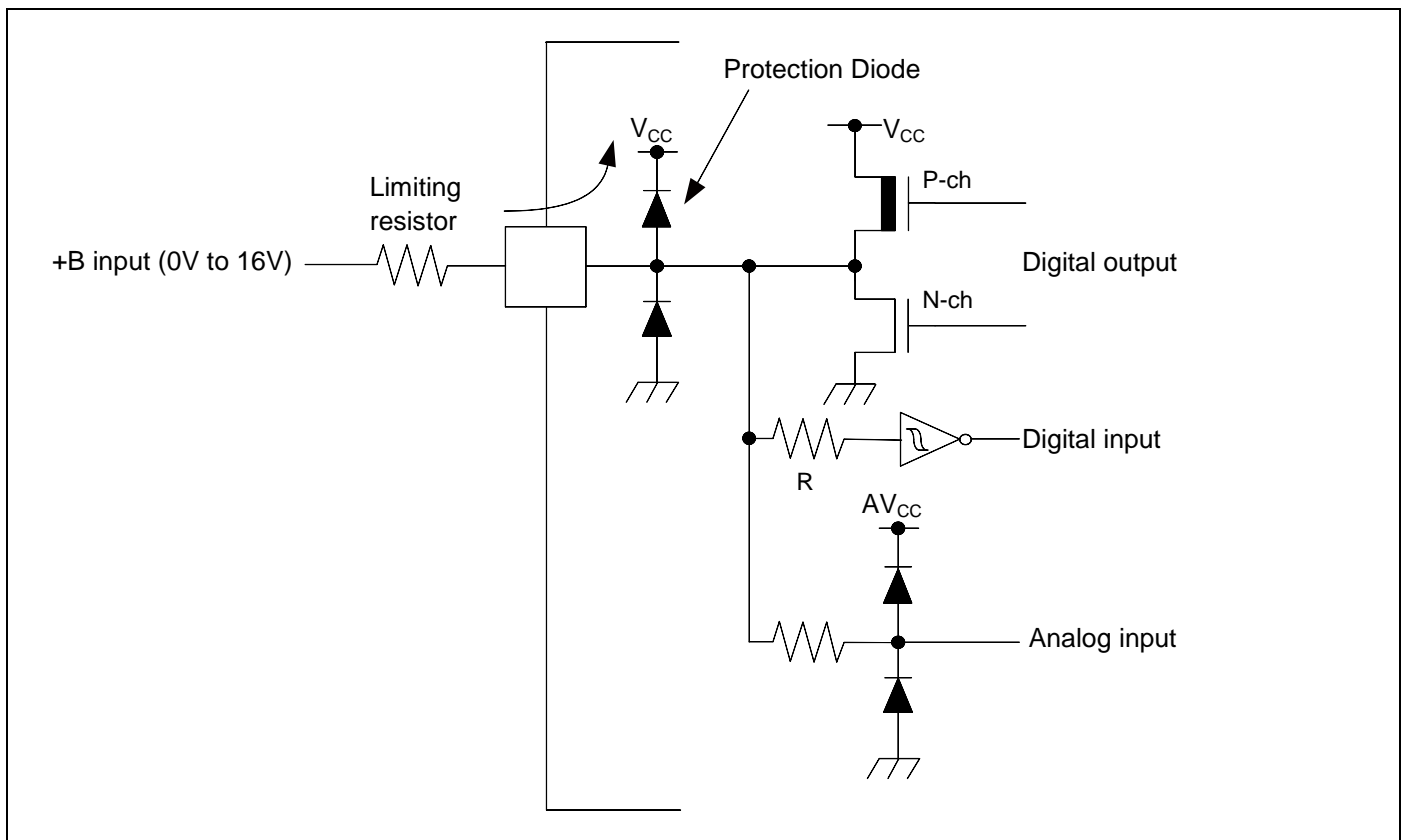 Protection Diode
VCC
VCC
Limiting
resistor
P-ch
+B input (0V to 16V)
Digital output
N-ch
Digital input
R
AVCC
Analog input